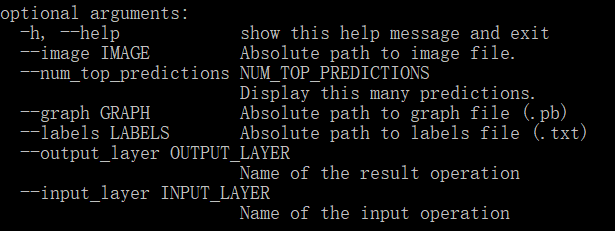 optional arguments:
-h, --help show this help message and exit
--image IMAGE Absolute path to image file.
--num_top_predictions NUM_TOP_PREDICTIONS
Display this many predictions.
--graph GRAPH Absolute path to graph file (.pb)
--labels LABELS Absolute path to labels file (.txt)
--output_layer OUTPUT_LAYER
Name of the result operation
--input_layer INPUT_LAYER
Name of the input operation